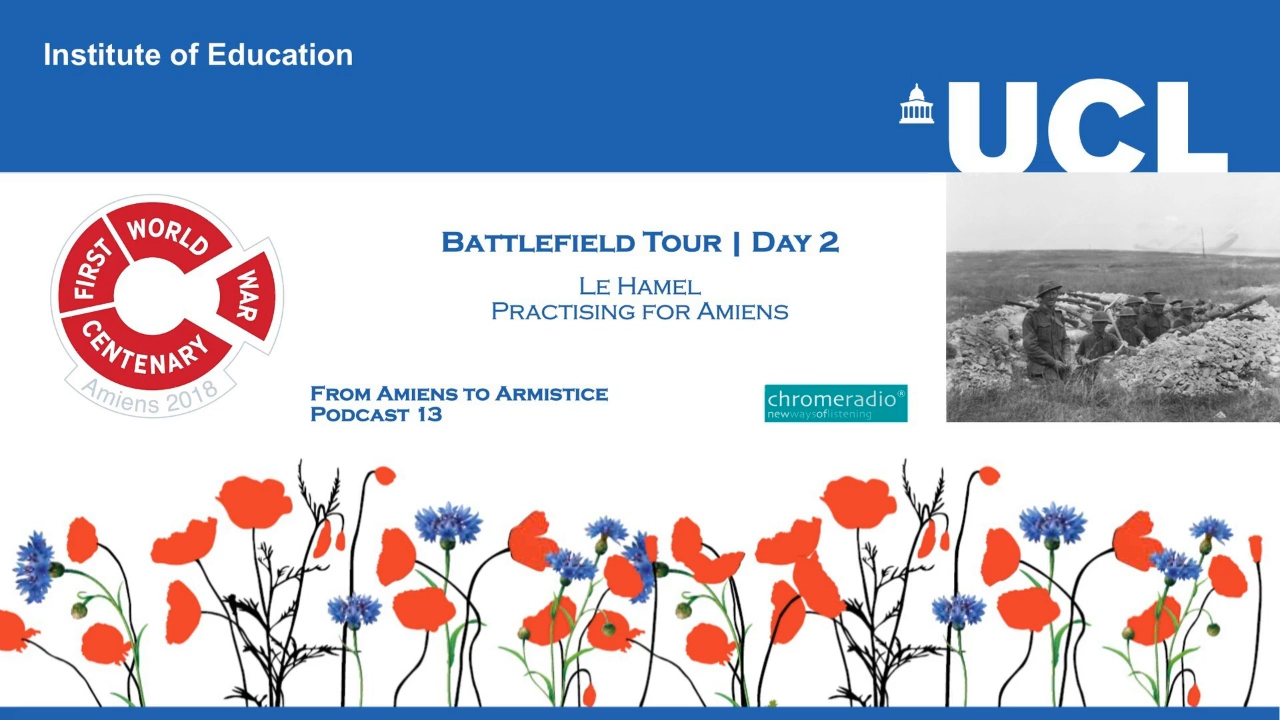 Institute of Education
UCL
FIRST
WORLD
WAR
CENTENARY
Amiens 2018
Battlefield Tour | Day 2
Le Hamel
Practising for Amiens
From Amiens to Armistice
Podcast 13
chromeradio®
newwaysoflistening